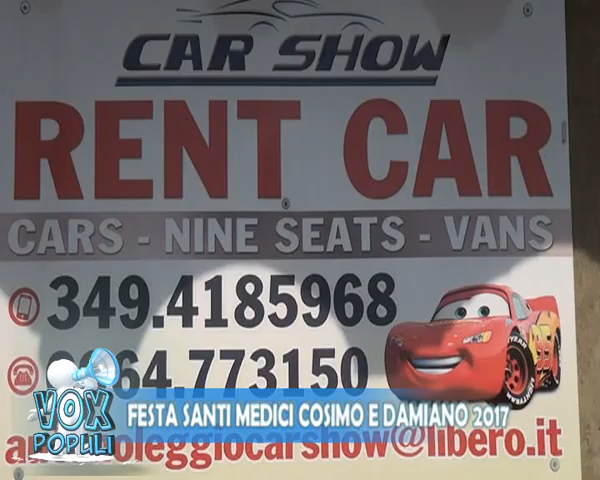 CAR SHOW
RENT CAR
CARS - NINE SEATS - VANS
349.4185968
64.773150
VOX
POPULI
FESTA SANTI MEDICI COSIMO E DAMIANO 2017
leggiocarshow@libero.it